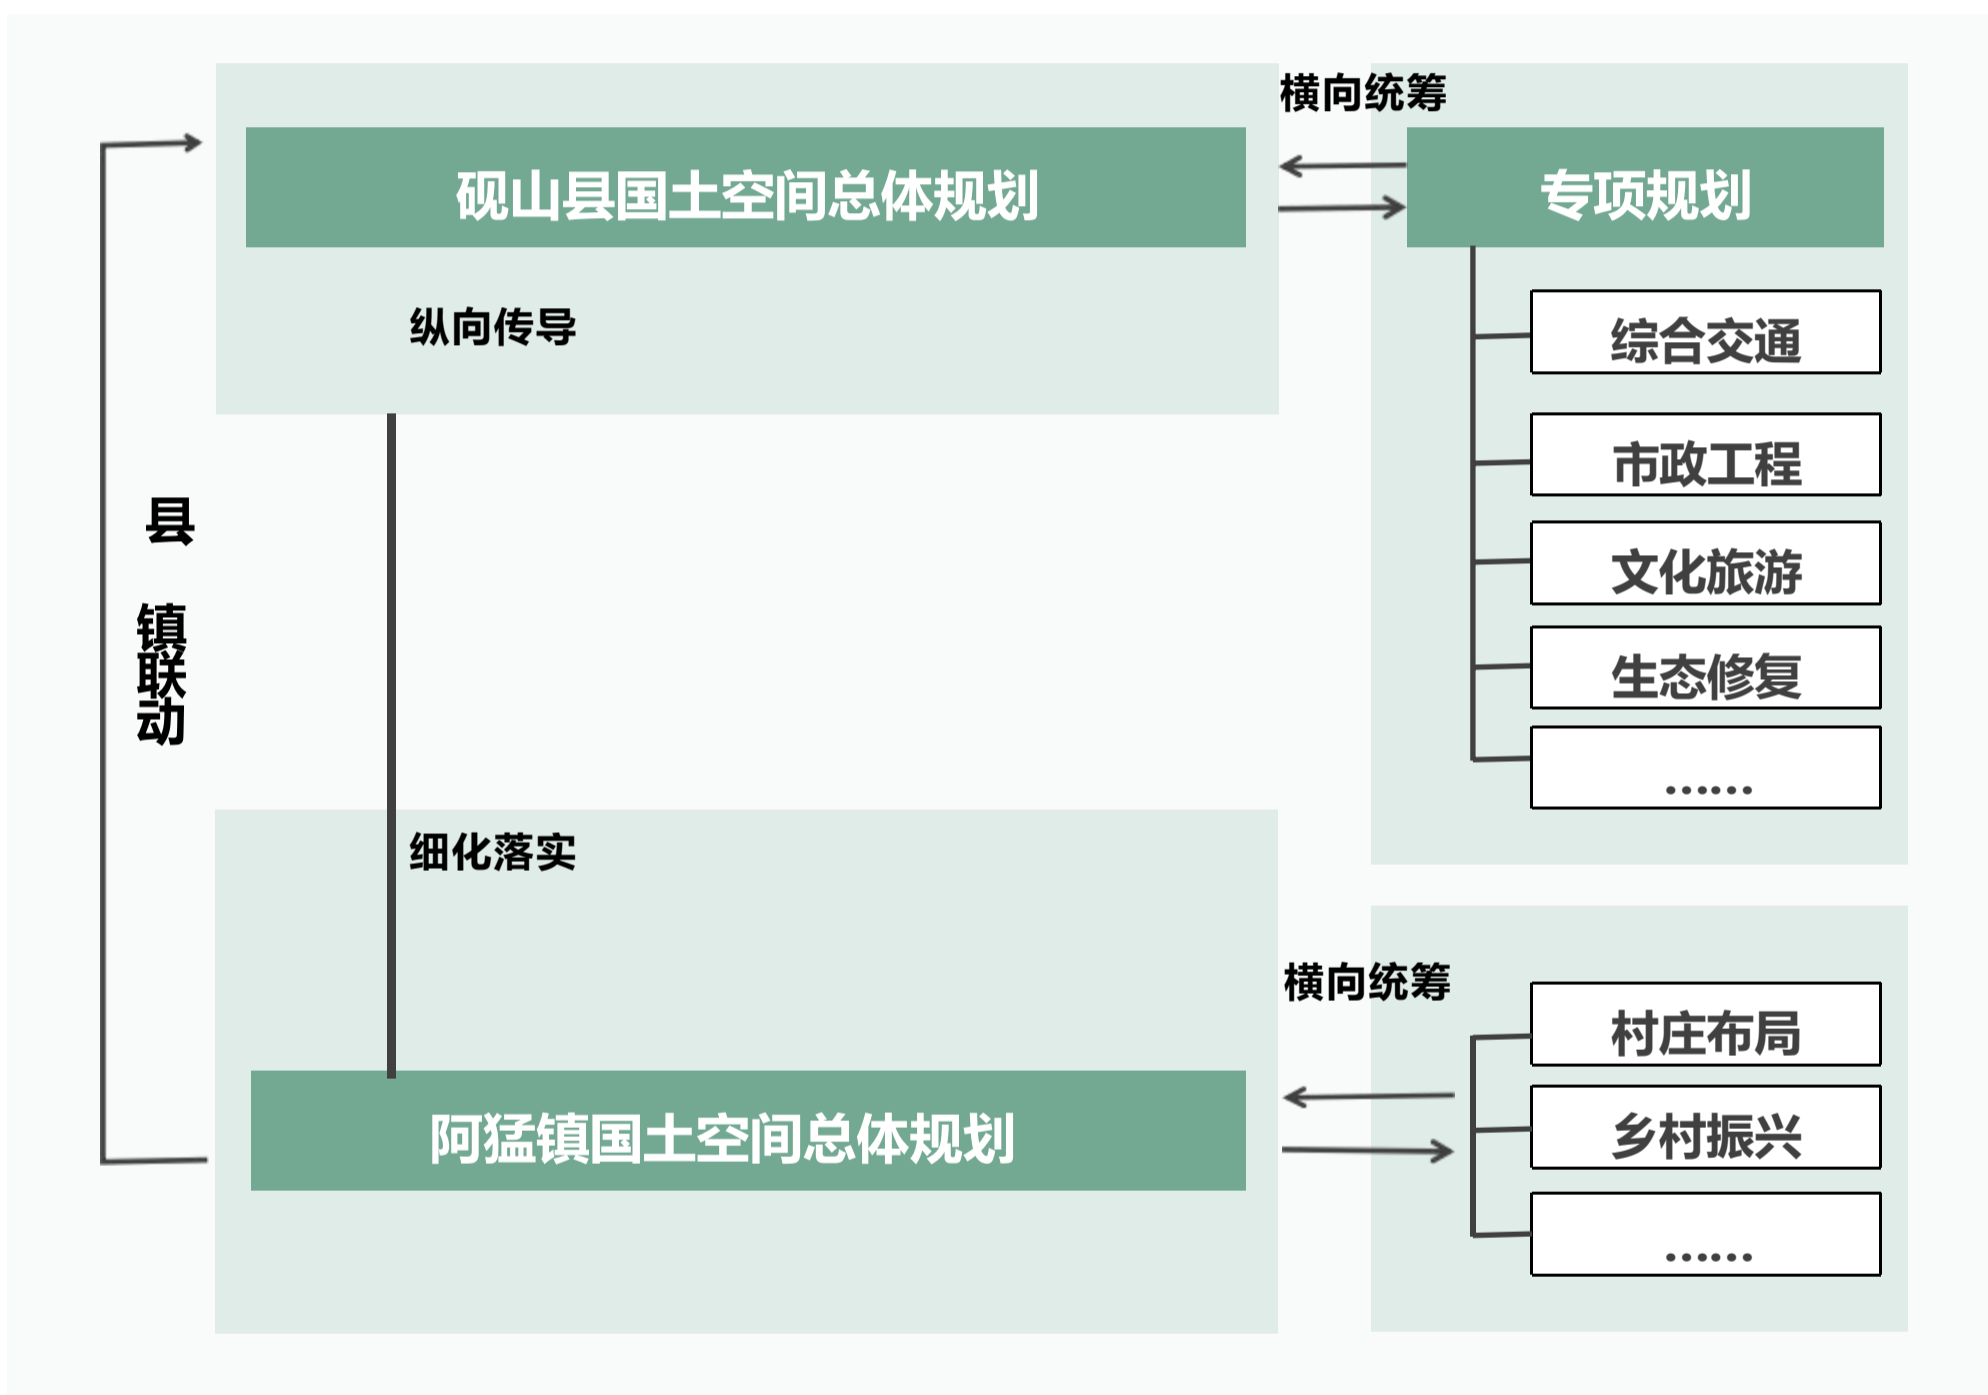 横向统筹
砚山县国土空间总体规划
专项规划
纵向传导
综合交通
市政工程
文化旅游
生态修复
……
县
镇
联
动
细化落实
横向统筹
阿猛镇国土空间总体规划
村庄布局
乡村振兴
……